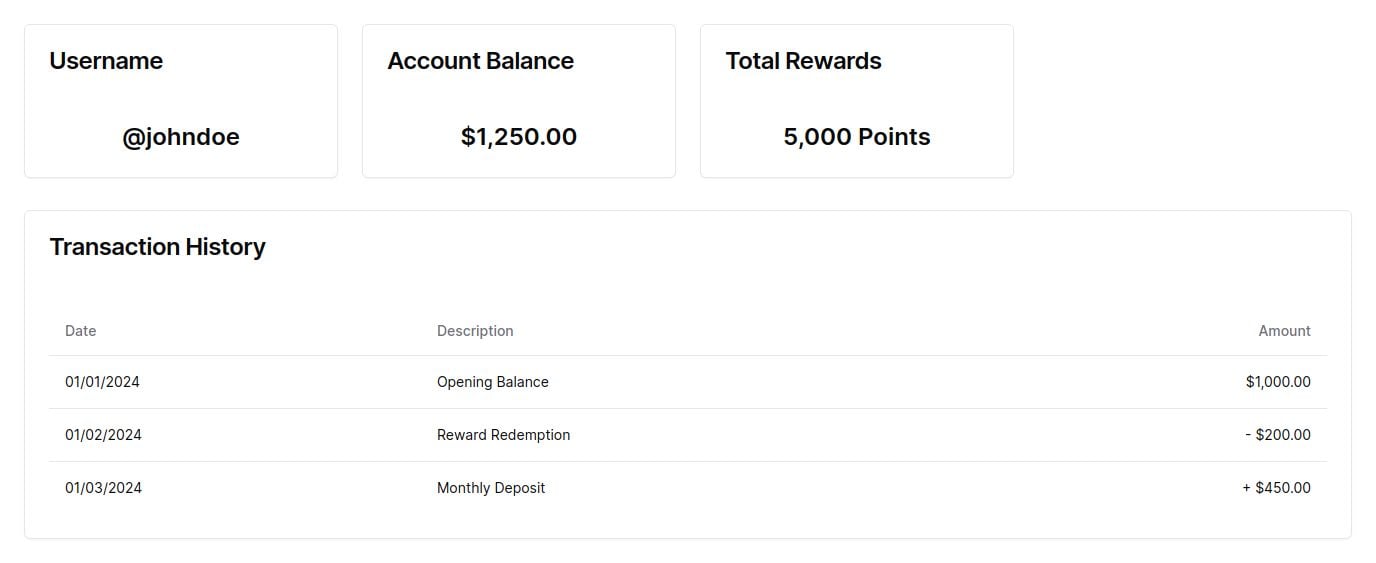 Username
Account Balance
Total Rewards
@johndoe
$1,250.00
5,000 Points
Transaction History
Date Description Amount
01/01/2024 Opening Balance $1,000.00
01/02/2024 Reward Redemption - $200.00
01/03/2024 Monthly Deposit + $450.00